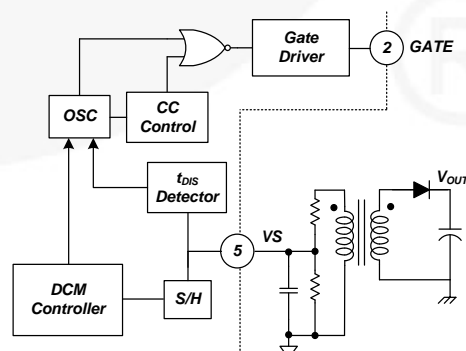 Gate
Driver
2
GATE
OSC
CC
Control
tDIS
Detector
VOUT
5
VS
DCM
Controller
S/H
R